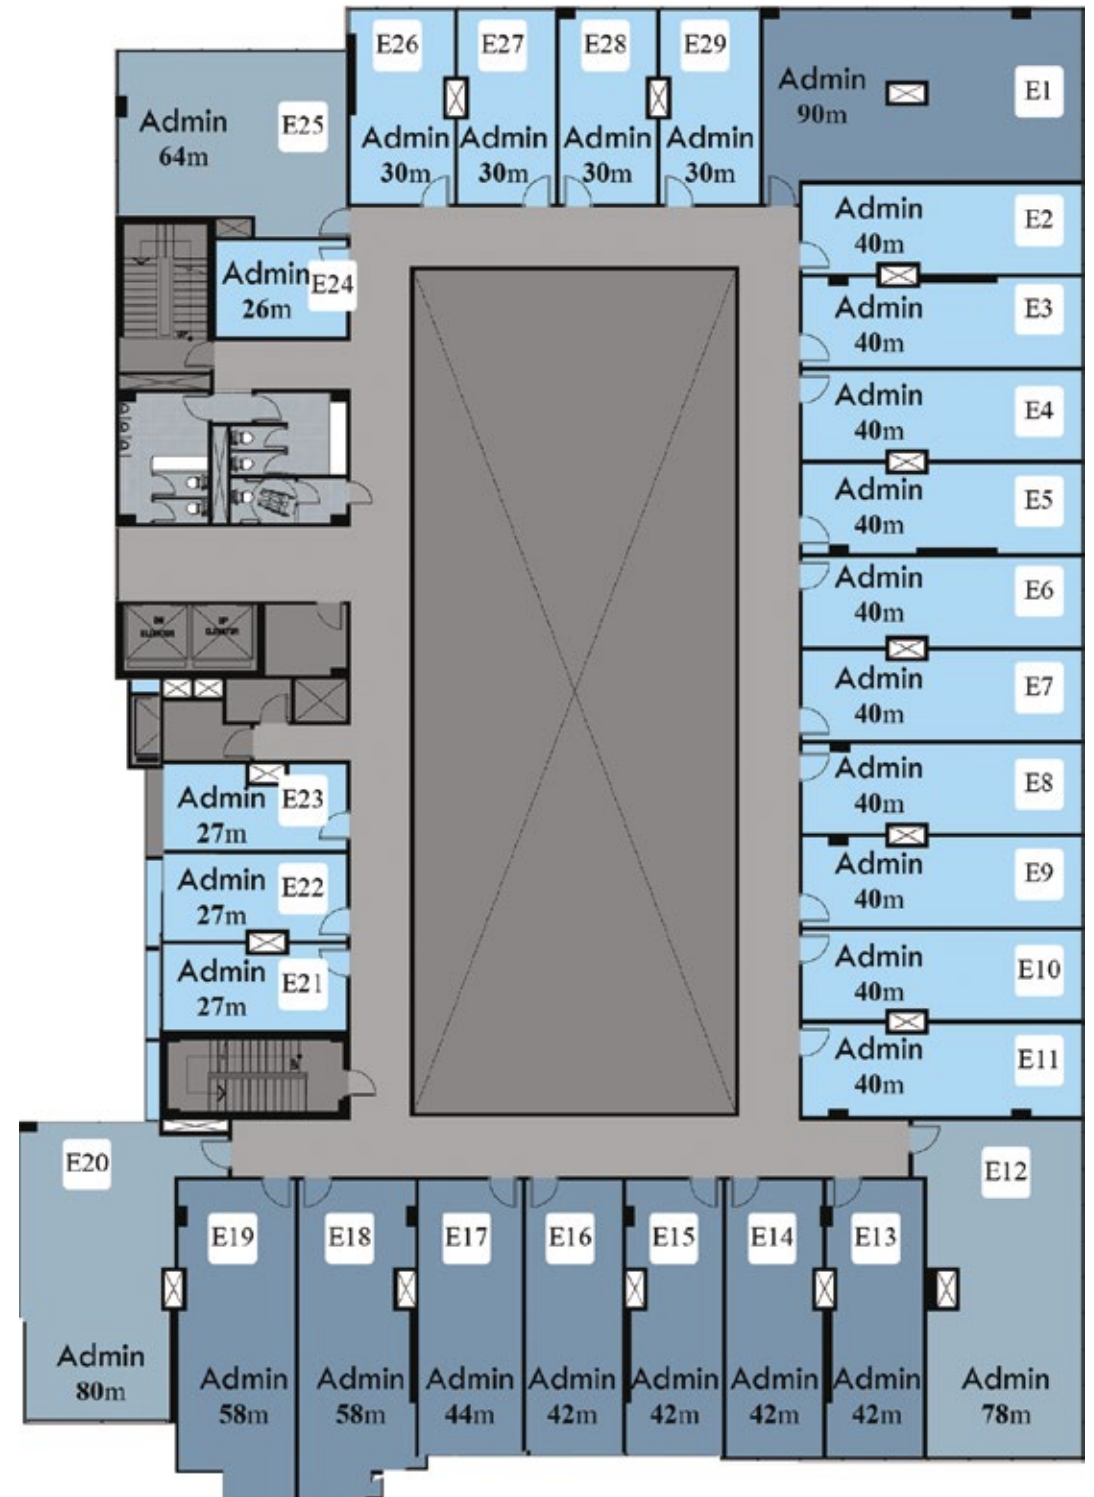 E26
Admin
30m
E27
Admin
30m
E28
Admin
30m
E29
Admin
30m
E1
Admin
90m
E25
Admin
64m
E2
Admin
40m
E24
Admin
26m
E3
Admin
40m
E4
Admin
40m
E5
Admin
40m
E6
Admin
40m
E7
Admin
40m
E8
Admin
40m
E23
Admin
27m
E9
Admin
40m
E22
Admin
27m
E10
Admin
40m
E21
Admin
27m
E11
Admin
40m
E20
Admin
80m
E19
Admin
58m
E18
Admin
58m
E17
Admin
44m
E16
Admin
42m
E15
Admin
42m
E14
Admin
42m
E13
Admin
42m
E12
Admin
78m